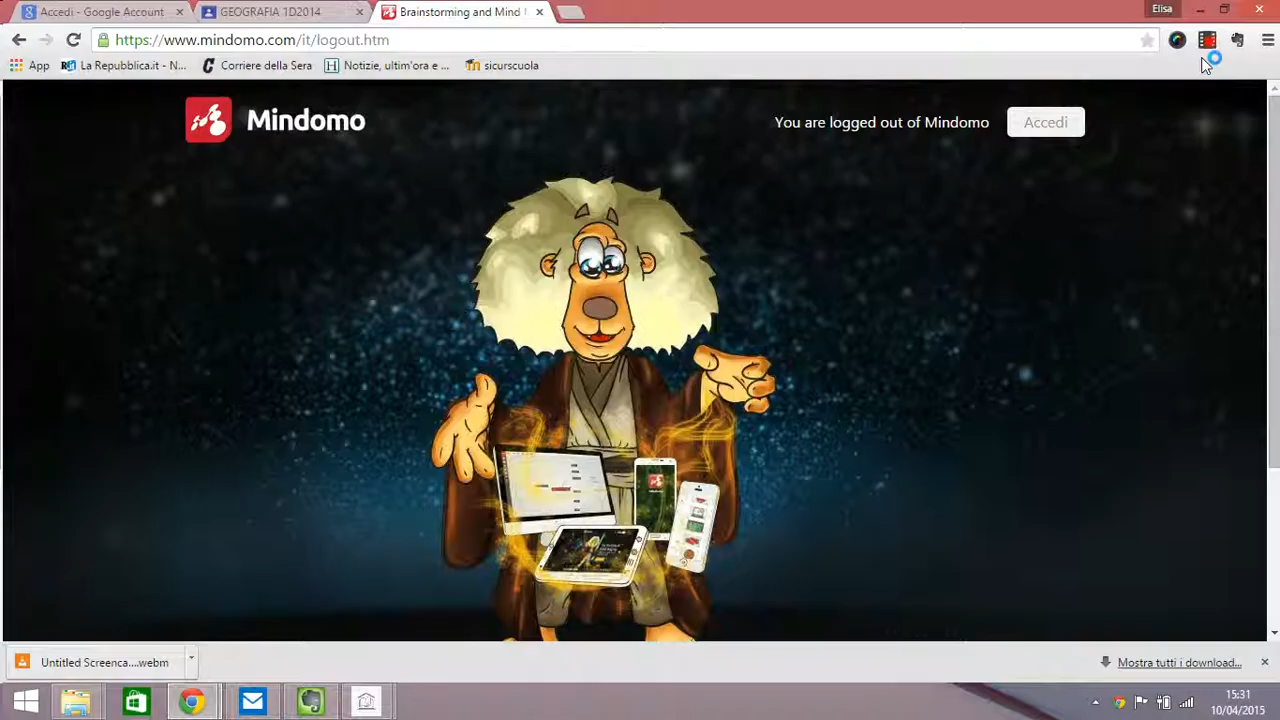 Accedi - Google Account
GEOGRAFIA 1D2014
Brainstorming and Mind
Elisa
https://www.mindomo.com/it/logout.htm
App
La Repubblica.it - N...
Corriere della Sera
Notizie, ultim'ora e ...
sicurscuola
Mindomo
You are logged out of Mindomo
Accedi
Untitled Screenca....webm
Mostra tutti i download...
15:31
10/04/2015